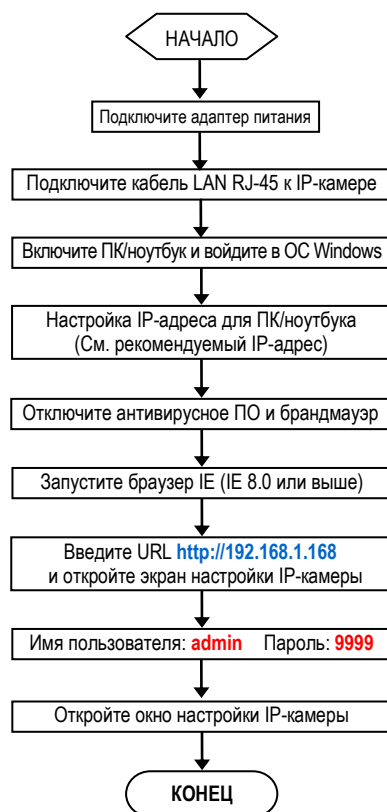 НАЧАЛО
Подключите адаптер питания
Подключите кабель LAN RJ-45 к IP-камере
Включите ПК/ноутбук и войдите в ОС Windows
Настройка IP-адреса для ПК/ноутбука
(См. рекомендуемый IP-адрес)
Отключите антивирусное ПО и брандмауэр
Запустите браузер IE (IE 8.0 или выше)
Введите URL http://192.168.1.168
и откройте экран настройки IP-камеры
Имя пользователя: admin Пароль: 9999
Откройте окно настройки IP-камеры
КОНЕЦ